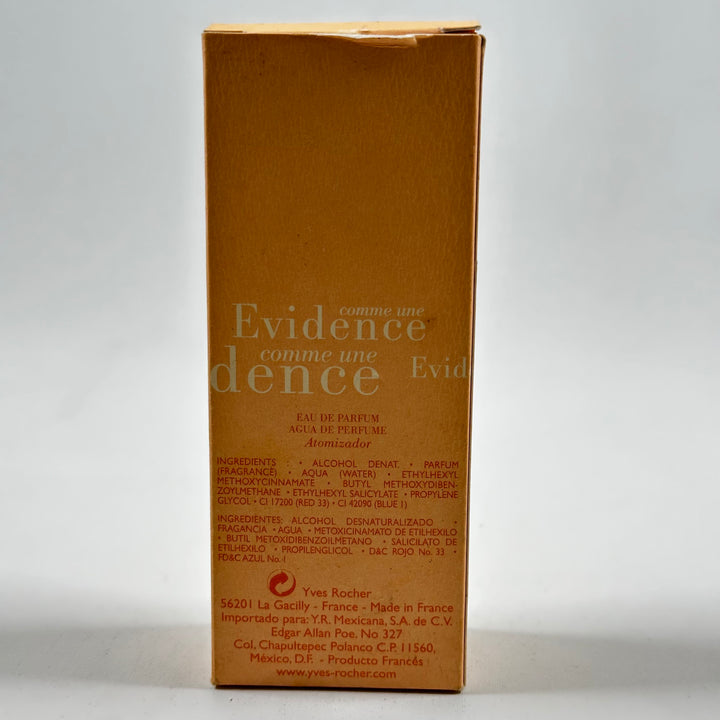 comme une
Evidence
comme une
dence Evid
EAU DE PARFUM
AGUA DE PERFUME
Atomizador
INGREDIENTS : • ALCOHOL DENAT. • PARFUM
(FRAGRANCE) • AQUA (WATER) • ETHYLHEXYL
METHOXYCINNAMATE • BUTYL METHOXYDIBEN-
ZOYLMETHANE • ETHYLHEXYL SALICYLATE • PROPYLENE
GLYCOL • CI 17200 (RED 33) • CI 42090 (BLUE 1)
INGREDIENTES: ALCOHOL DESNATURALIZADO •
FRAGANCIA • AGUA • METOXICINAMATO DE ETILHEXILO
• BUTIL METOXIDIBENZOILMETANO • SALICILATO DE
ETILHEXILO • PROPILENGLICOL • D&C ROJO No. 33 •
FD&C AZUL No. 1
Yves Rocher
56201 La Gacilly - France - Made in France
Importado para: Y.R. Mexicana, S.A. de C.V.
Edgar Allan Poe, No 327
Col, Chapultepec Polanco C.P. 11560,
México, D.F. - Producto Francés
www.yves-rocher.com